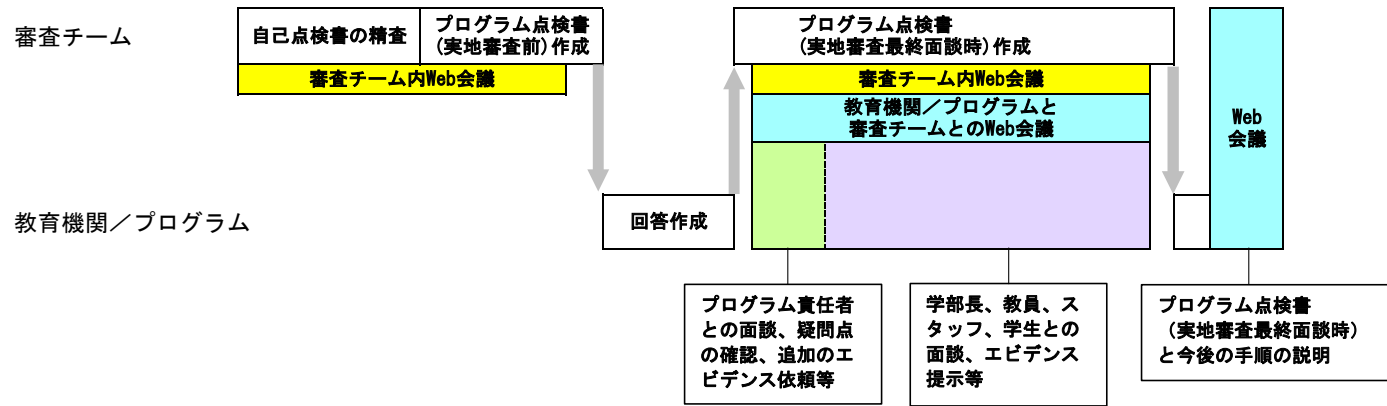 審査チーム
自己点検書の精査
プログラム点検書
(実地審査前)作成
審査チーム内Web会議
プログラム点検書
(実地審査最終面談時)作成
審査チーム内Web会議
教育機関／プログラムと
審査チームとのWeb会議
Web
会議
教育機関／プログラム
回答作成
プログラム責任者
との面談、疑問点
の確認、追加のエ
ビデンス依頼等
学部長、教員、ス
タッフ、学生との
面談、エビデンス
提示等
プログラム点検書
（実地審査最終面談時）
と今後の手順の説明